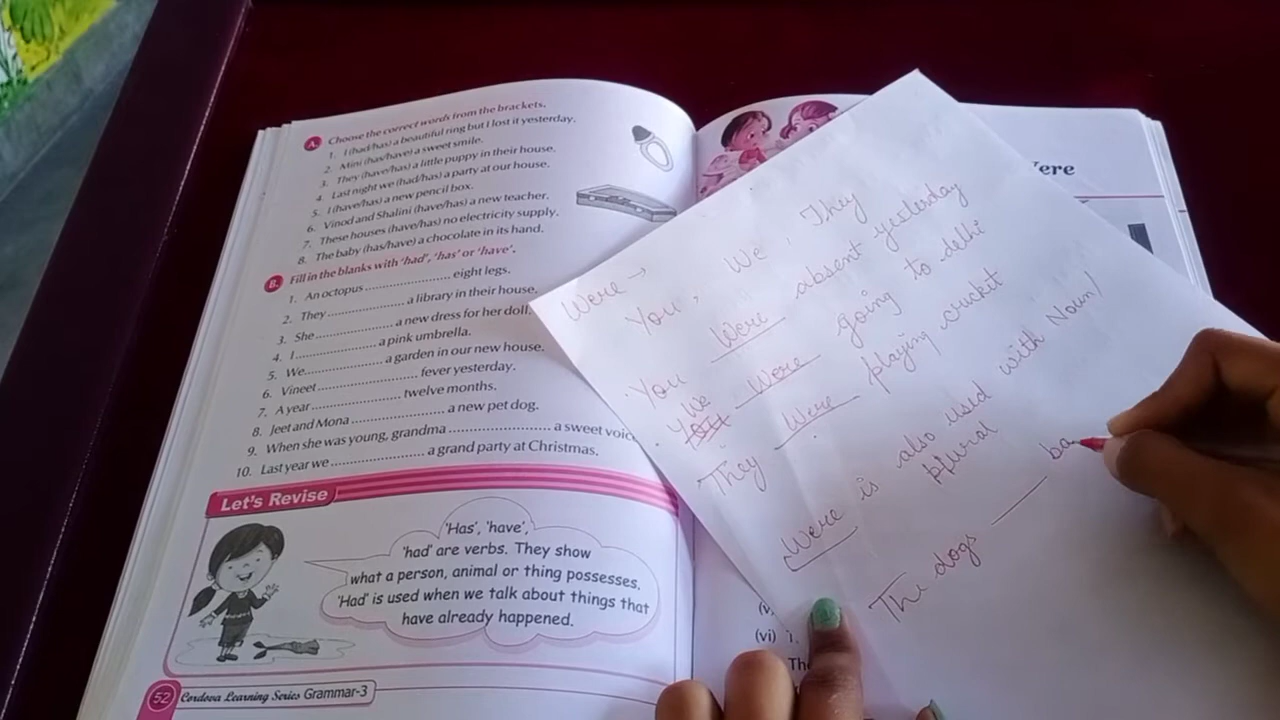 A. Choose the correct words from the brackets.
1. I (had/has) a beautiful ring but I lost it yesterday.
2. Mini (has/have) a sweet smile.
3. They (have/has) a little puppy in their house.
4. Last night we (had/has) a party at our house.
5. I (have/has) a new pencil box.
6. Vinod and Shalini (have/has) a new teacher.
7. These houses (have/has) no electricity supply.
8. The baby (has/have) a chocolate in its hand.
B. Fill in the blanks with 'had', 'has' or 'have'.
1. An octopus ........................ eight legs.
2. They ..................... a library in their house.
3. She ..................... a new dress for her doll.
4. I ...................... a pink umbrella.
5. We ..................... a garden in our new house.
6. Vineet ........................... fever yesterday.
7. A year ........................ twelve months.
8. Jeet and Mona ......................... a new pet dog.
9. When she was young, grandma ........................... a sweet voice
10. Last year we ......................... a grand party at Christmas.
Let's Revise
'Has', 'have',
'had' are verbs. They show
what a person, animal or thing possesses.
'Had' is used when we talk about things that
have already happened.
52 Cordova Learning Series Grammar-3
ere
Were →
You, We, They
· You Were absent yesterday
· We Were going to delhi
They Were playing cricket
Were is also used with Noun/
plural
The dogs ____ ba
(v)
(vi)
The